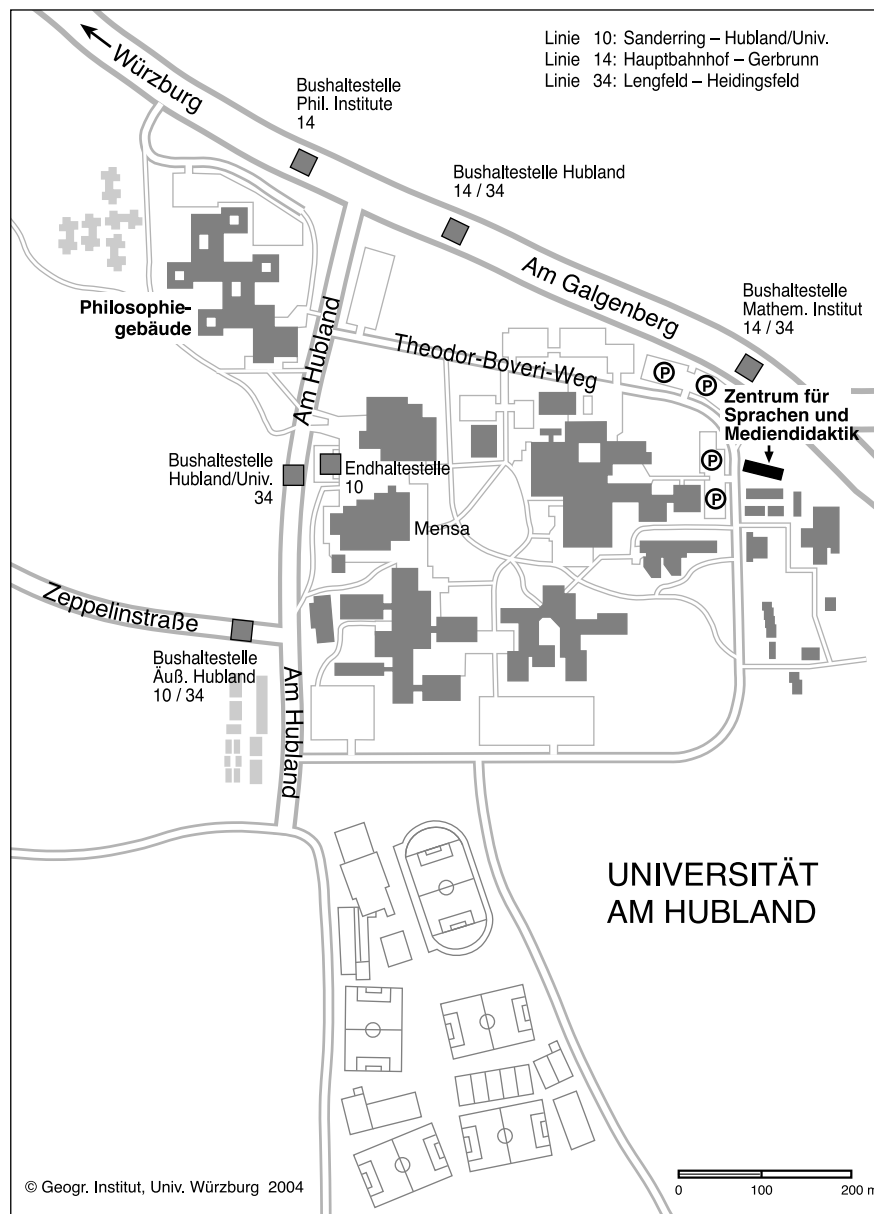 Linie 10: Sanderring – Hubland/Univ.
Linie 14: Hauptbahnhof – Gerbrunn
Linie 34: Lengfeld – Heidingsfeld
Würzburg
Bushaltestelle
Phil. Institute
14
Bushaltestelle Hubland
14 / 34
Am Galgenberg
Bushaltestelle
Mathem. Institut
14 / 34
Philosophie-
gebäude
Am Hubland
Theodor-Boveri-Weg
P
P
Zentrum für
Sprachen und
Mediendidaktik
P
P
Bushaltestelle
Hubland/Univ.
34
Endhaltestelle
10
Mensa
Zeppelinstraße
Bushaltestelle
Äuß. Hubland
10 / 34
Am Hubland
UNIVERSITÄT
AM HUBLAND
© Geogr. Institut, Univ. Würzburg 2004
0 100 200 m